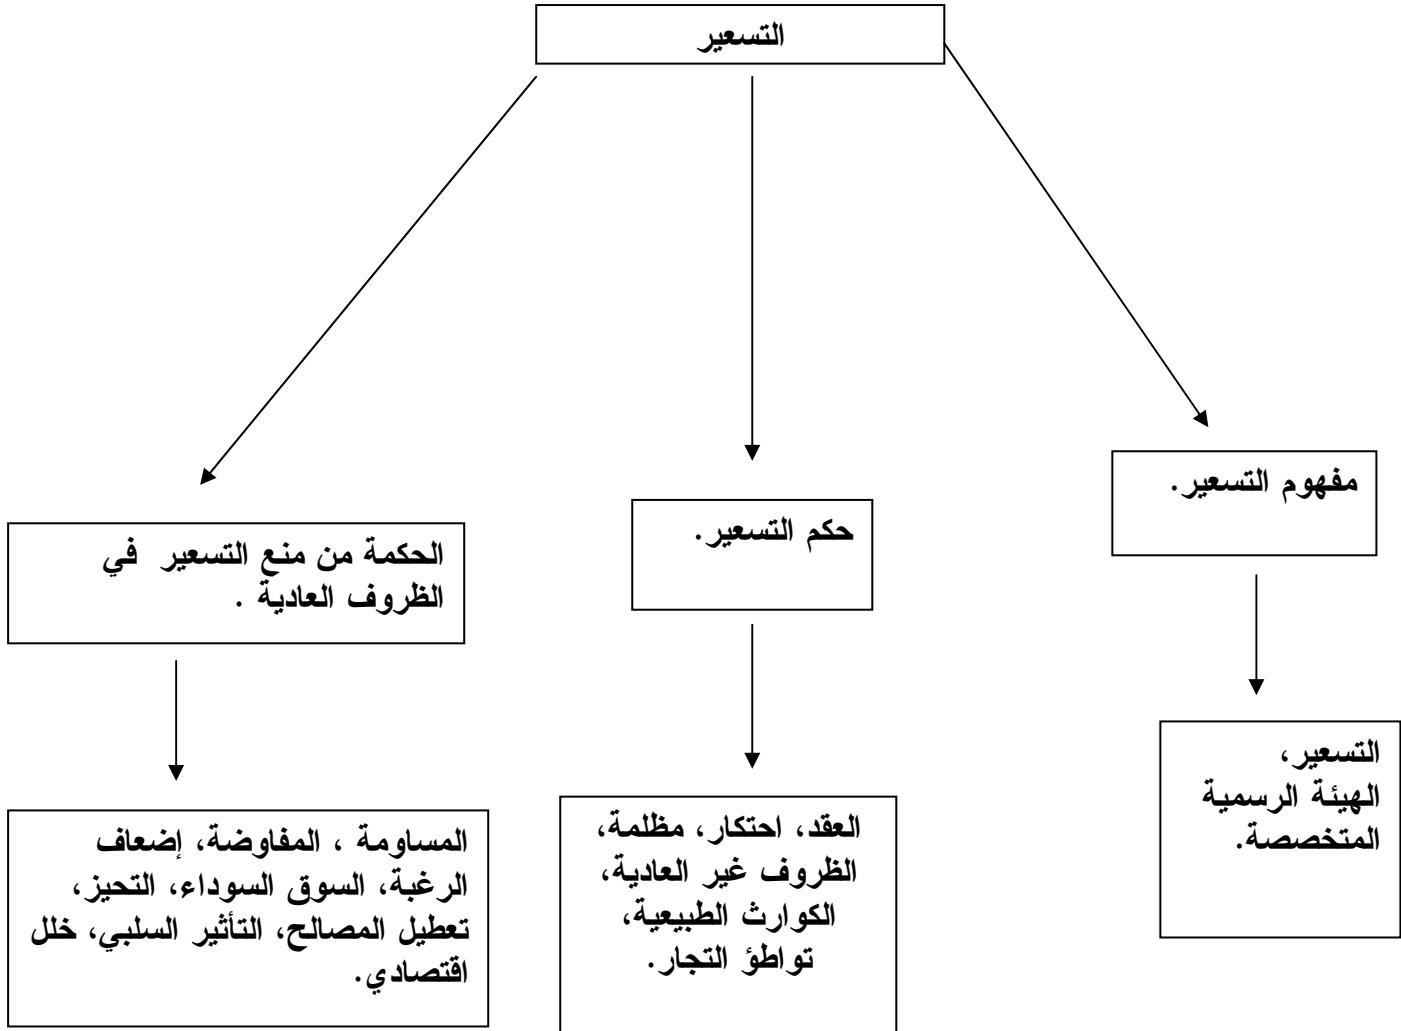 التسعير
مفهوم التسعير.
حكم التسعير.
الحكمة من منع التسعير في
الظروف العادية .
التسعير،
الهيئة الرسمية
المتخصصة.
العقد، احتكار، مظلمة،
الظروف غير العادية،
الكوارث الطبيعية،
تواطؤ التجار.
المساومة ، المفاوضة، إضعاف
الرغبة، السوق السوداء، التحيز،
تعطيل المصالح، التأثير السلبي، خلل
اقتصادي.